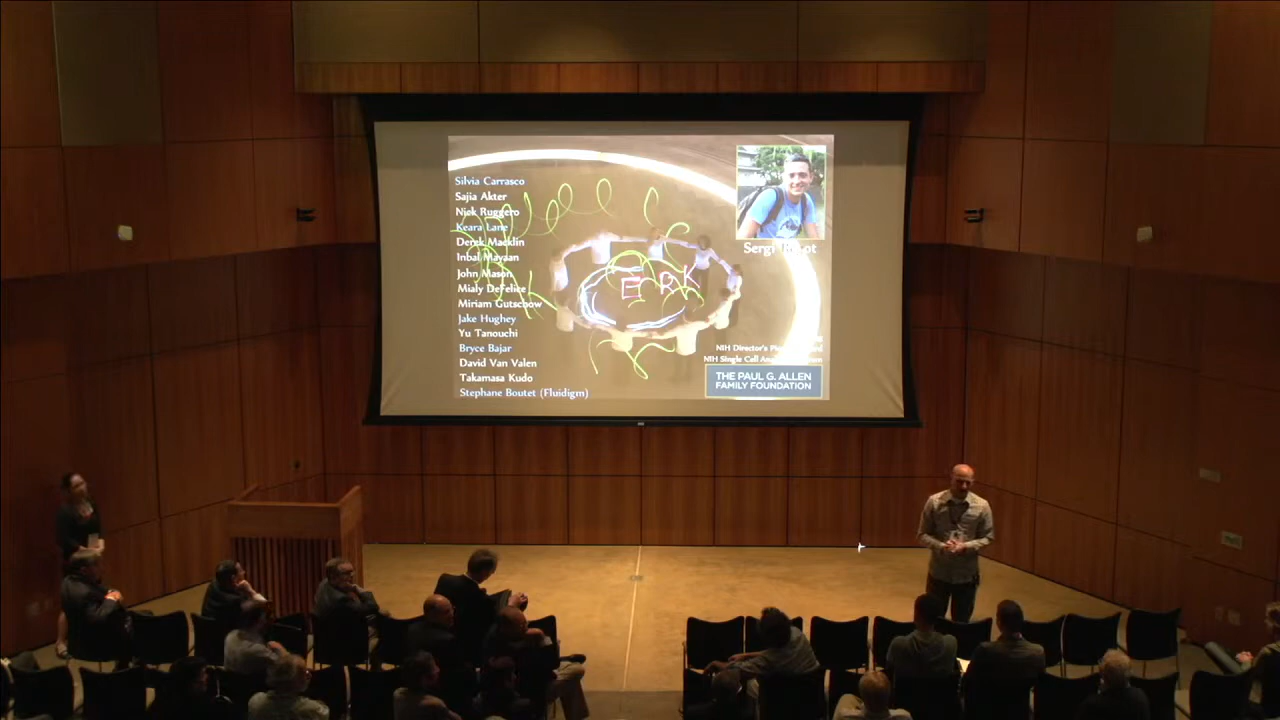 Silvia Carrasco
Sajia Akter
Nick Ruggero
Keara Lane
Derek Macklin
Inbal Mayaan
John Mason
Mialy DeFelice
Miriam Gutschow
Jake Hughey
Yu Tanouchi
Bryce Bajar
David Van Valen
Takamasa Kudo
Stephane Boutet (Fluidigm)
ERK
Sergi
NIH Director's
NIH Single Cell
THE PAUL G. ALLEN
FAMILY FOUNDATION